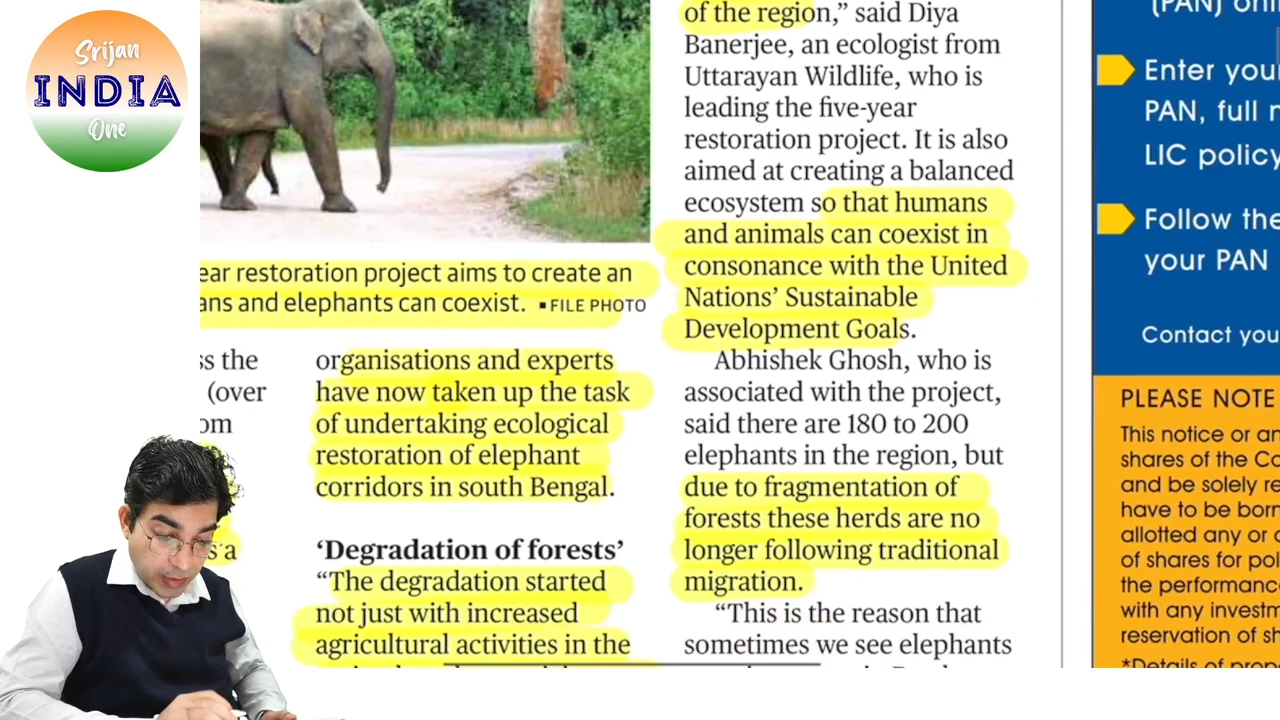 Srijan
INDIA
One
ear restoration project aims to create an
ans and elephants can coexist. ▪ FILE PHOTO
ss the
(over
om
s a
organisations and experts
have now taken up the task
of undertaking ecological
restoration of elephant
corridors in south Bengal.
‘Degradation of forests’
“The degradation started
not just with increased
agricultural activities in the
of the region,” said Diya
Banerjee, an ecologist from
Uttarayan Wildlife, who is
leading the five-year
restoration project. It is also
aimed at creating a balanced
ecosystem so that humans
and animals can coexist in
consonance with the United
Nations’ Sustainable
Development Goals.
Abhishek Ghosh, who is
associated with the project,
said there are 180 to 200
elephants in the region, but
due to fragmentation of
forests these herds are no
longer following traditional
migration.
“This is the reason that
sometimes we see elephants
(PAN) onli
Enter your
PAN, full n
LIC policy
Follow the
your PAN
Contact you
PLEASE NOTE
This notice or an
shares of the Co
and be solely re
have to be born
allotted any or
of shares for pol
the performanc
with any investm
reservation of sh
*Details of prop